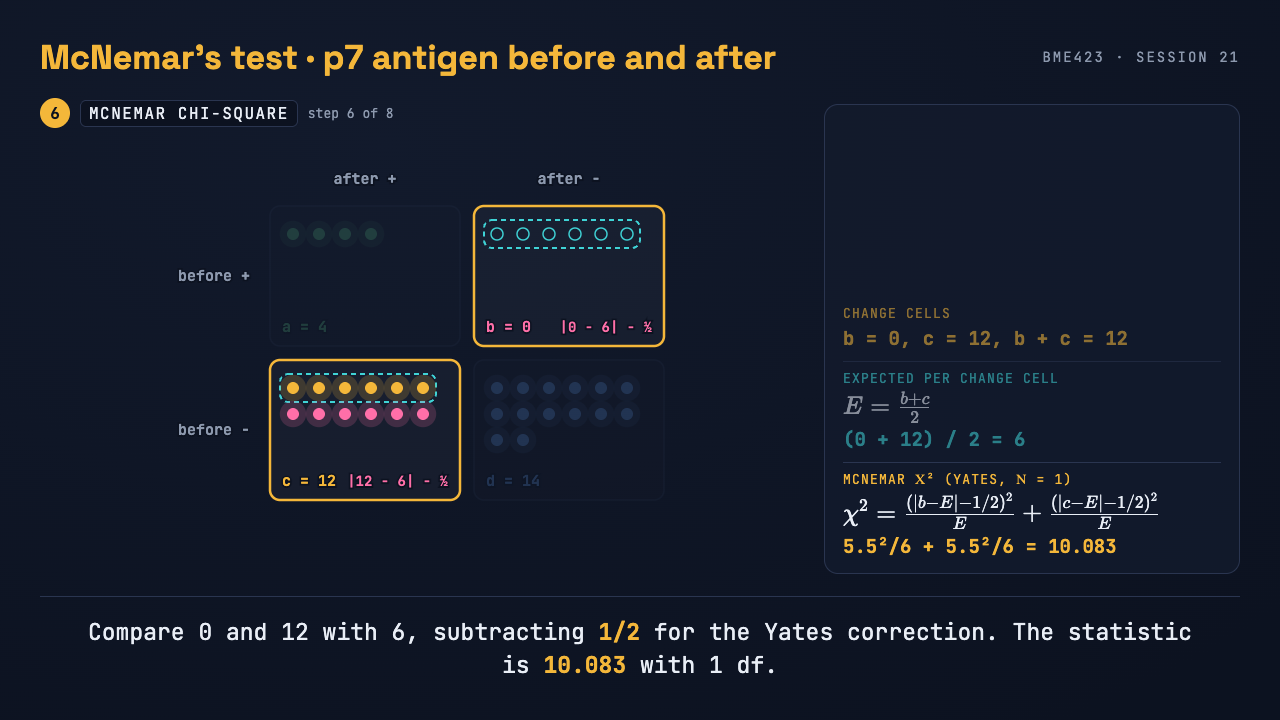 McNemar's test · p7 antigen before and after
BME423 · SESSION 21
6 MCNEMAR CHI-SQUARE step 6 of 8
after + after -
before +
a = 4
b = 0 |0 - 6| - ½
before -
c = 12 |12 - 6| - ½
d = 14
CHANGE CELLS
b = 0, c = 12, b + c = 12
EXPECTED PER CHANGE CELL
E = b+c/2
(0 + 12) / 2 = 6
MCNEMAR Χ² (YATES, Ν = 1)
χ² = (|b−E|−1/2)²/E + (|c−E|−1/2)²/E
5.5²/6 + 5.5²/6 = 10.083
Compare 0 and 12 with 6, subtracting 1/2 for the Yates correction. The statistic
is 10.083 with 1 df.